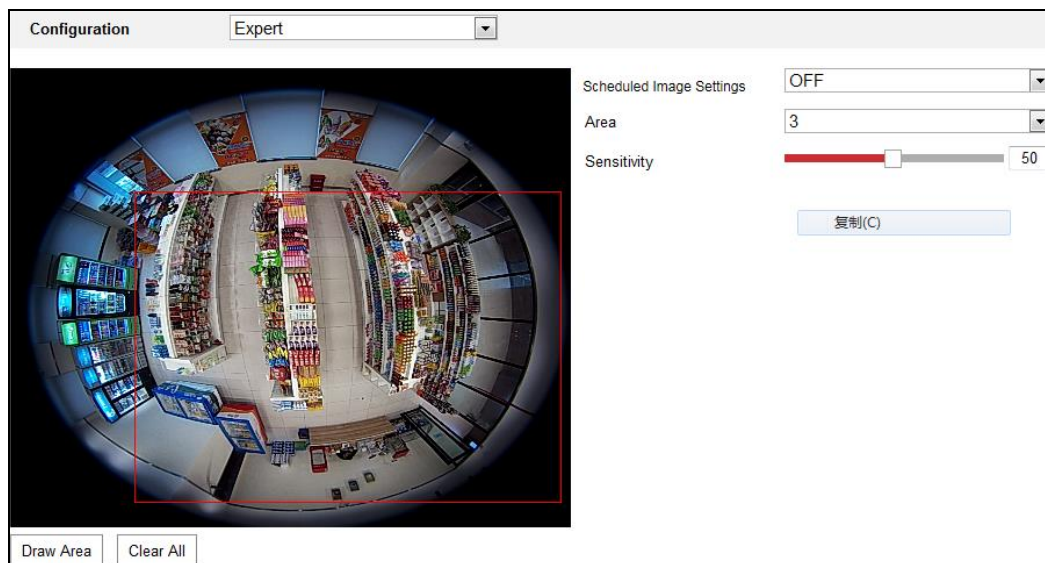 Configuration Expert
Scheduled Image Settings OFF
Area 3
Sensitivity 50
复制(C)
Draw Area Clear All